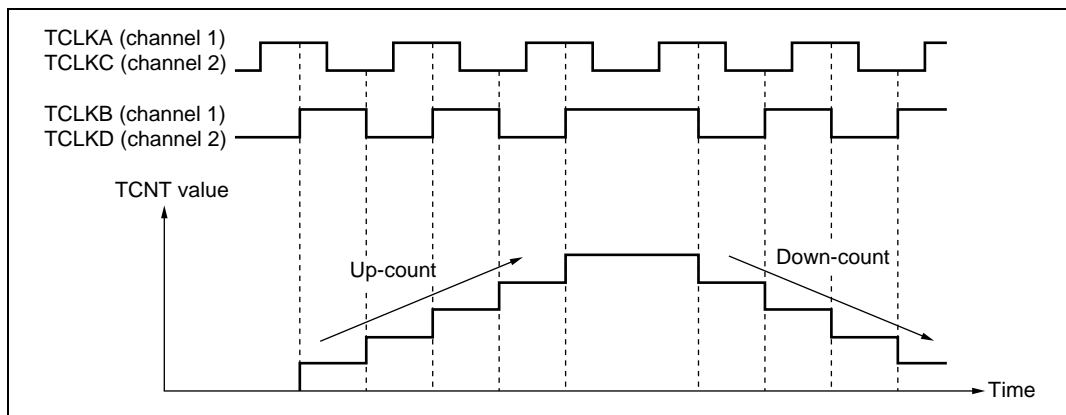 TCLKA (channel 1)
TCLKC (channel 2)
TCLKB (channel 1)
TCLKD (channel 2)
TCNT value
Up-count
Down-count
Time